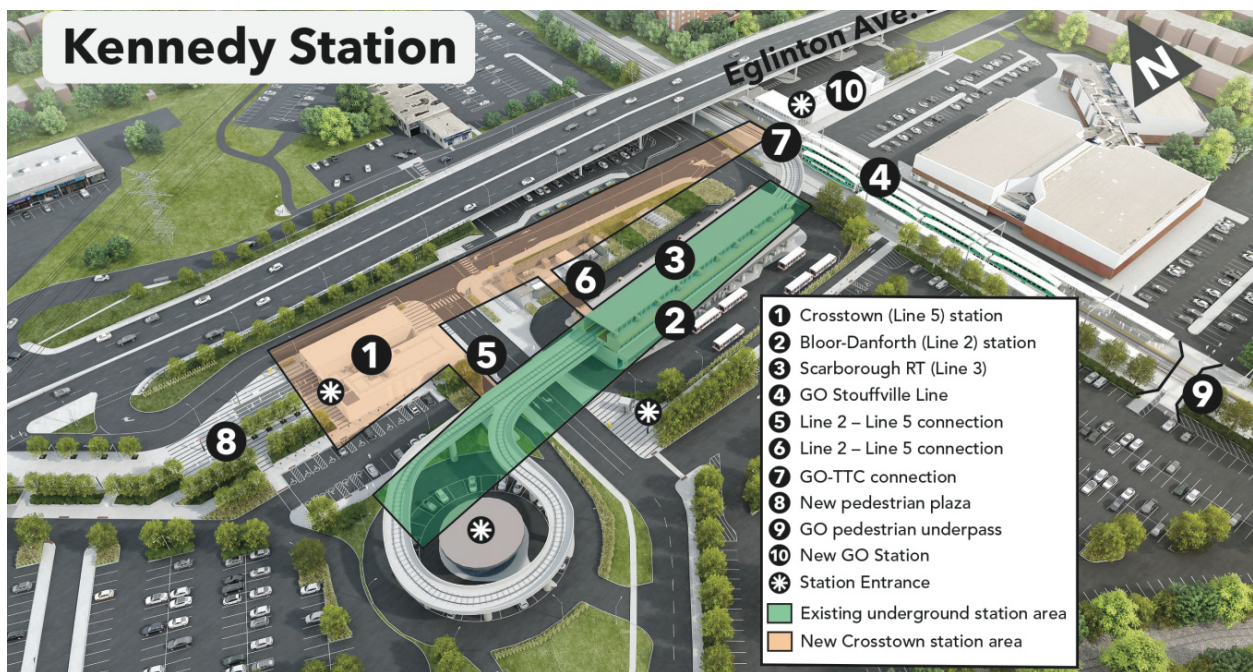 Kennedy Station
Eglinton Ave.
N
10
7
4
3
6
2
1
5
8
9
1 Crosstown (Line 5) station
2 Bloor-Danforth (Line 2) station
3 Scarborough RT (Line 3)
4 GO Stouffville Line
5 Line 2 – Line 5 connection
6 Line 2 – Line 5 connection
7 GO-TTC connection
8 New pedestrian plaza
9 GO pedestrian underpass
10 New GO Station
Station Entrance
Existing underground station area
New Crosstown station area